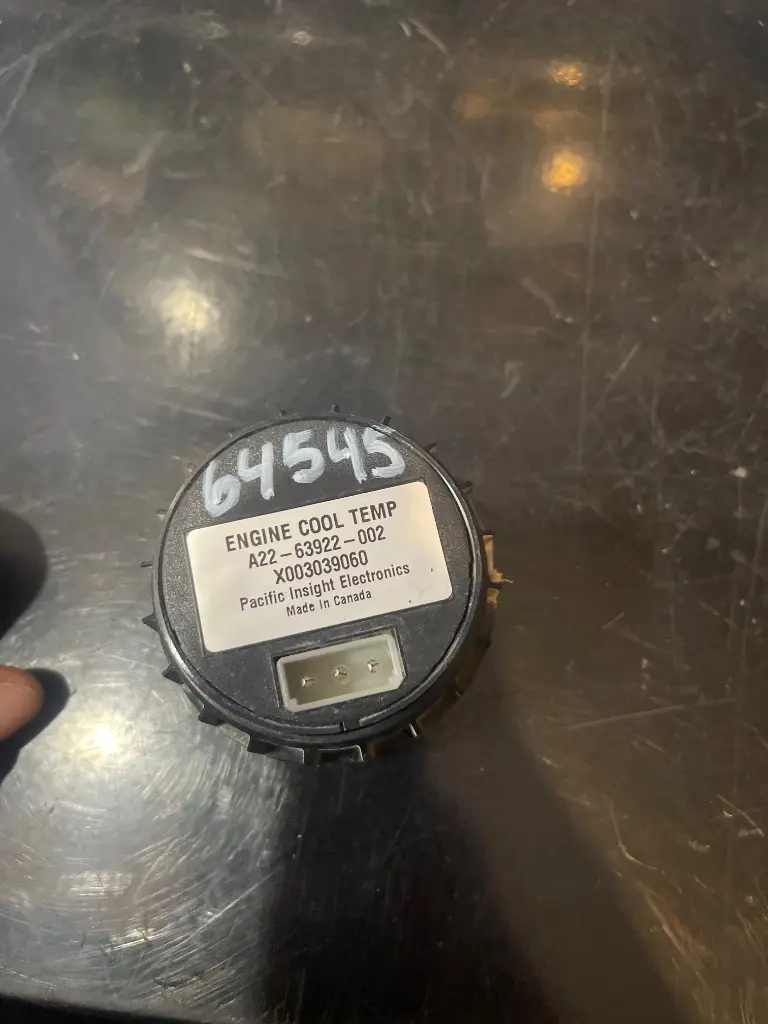 64545
ENGINE COOL TEMP
A22-63922-002
X003039060
Pacific Insight Electronics
Made In Canada